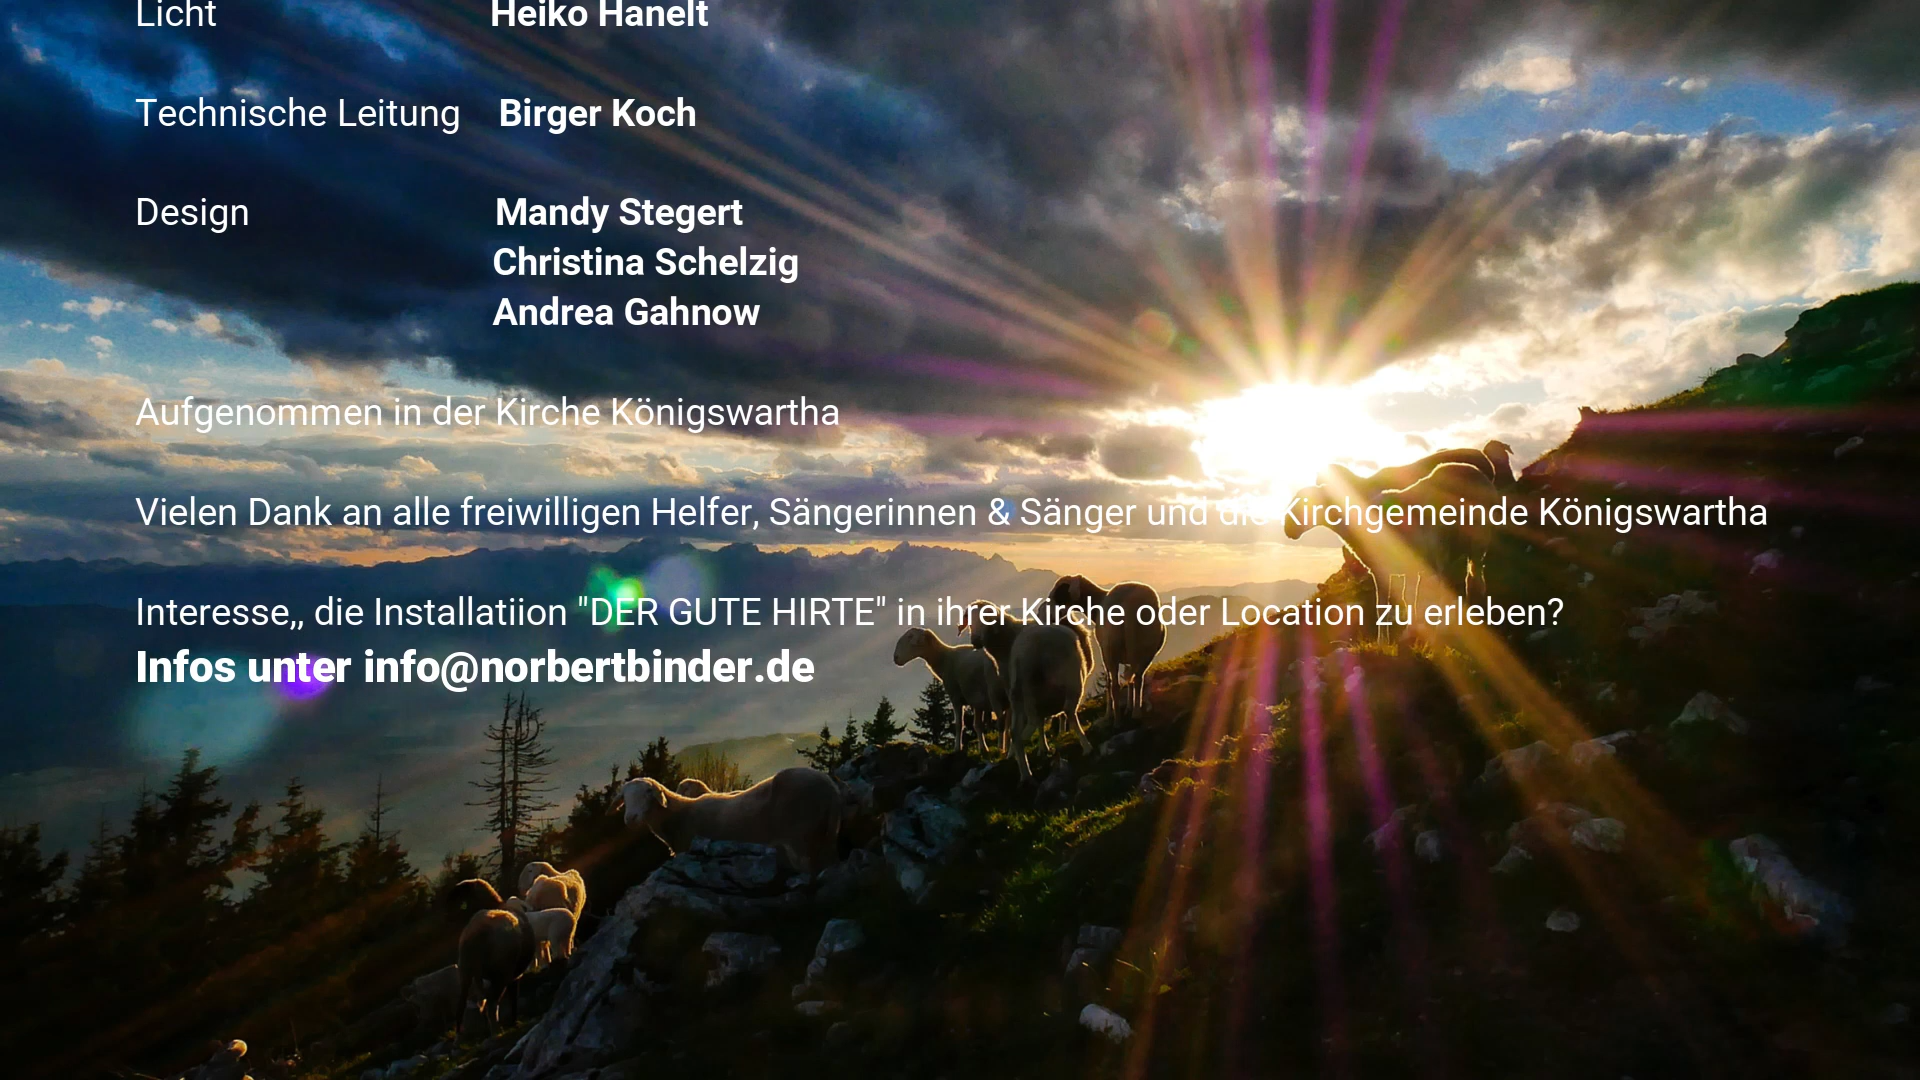 Licht Heiko Hanelt
Technische Leitung Birger Koch
Design Mandy Stegert
Christina Schelzig
Andrea Gahnow
Aufgenommen in der Kirche Königswartha
Vielen Dank an alle freiwilligen Helfer, Sängerinnen & Sänger und die Kirchgemeinde Königswartha
Interesse,, die Installatiion "DER GUTE HIRTE" in ihrer Kirche oder Location zu erleben?
Infos unter info@norbertbinder.de